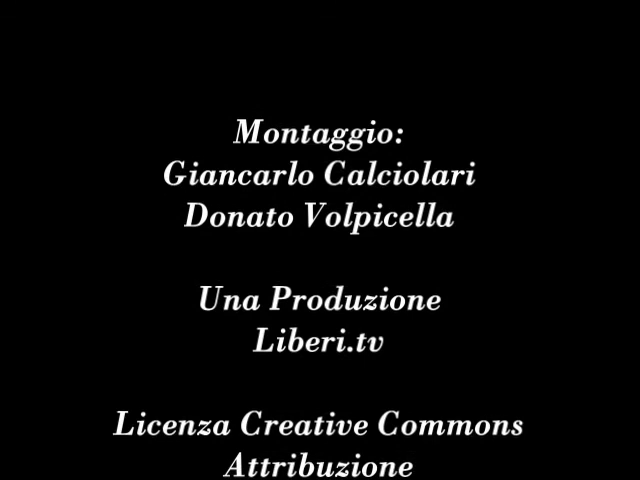 Montaggio:
Giancarlo Calciolari
Donato Volpicella
Una Produzione
Liberi.tv
Licenza Creative Commons
Attribuzione